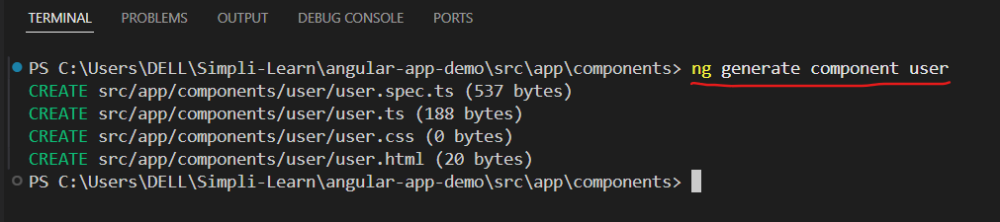 TERMINAL PROBLEMS OUTPUT DEBUG CONSOLE PORTS
PS C:\Users\DELL\Simpli-Learn\angular-app-demo\src\app\components> ng generate component user
CREATE src/app/components/user/user.spec.ts (537 bytes)
CREATE src/app/components/user/user.ts (188 bytes)
CREATE src/app/components/user/user.css (0 bytes)
CREATE src/app/components/user/user.html (20 bytes)
PS C:\Users\DELL\Simpli-Learn\angular-app-demo\src\app\components>